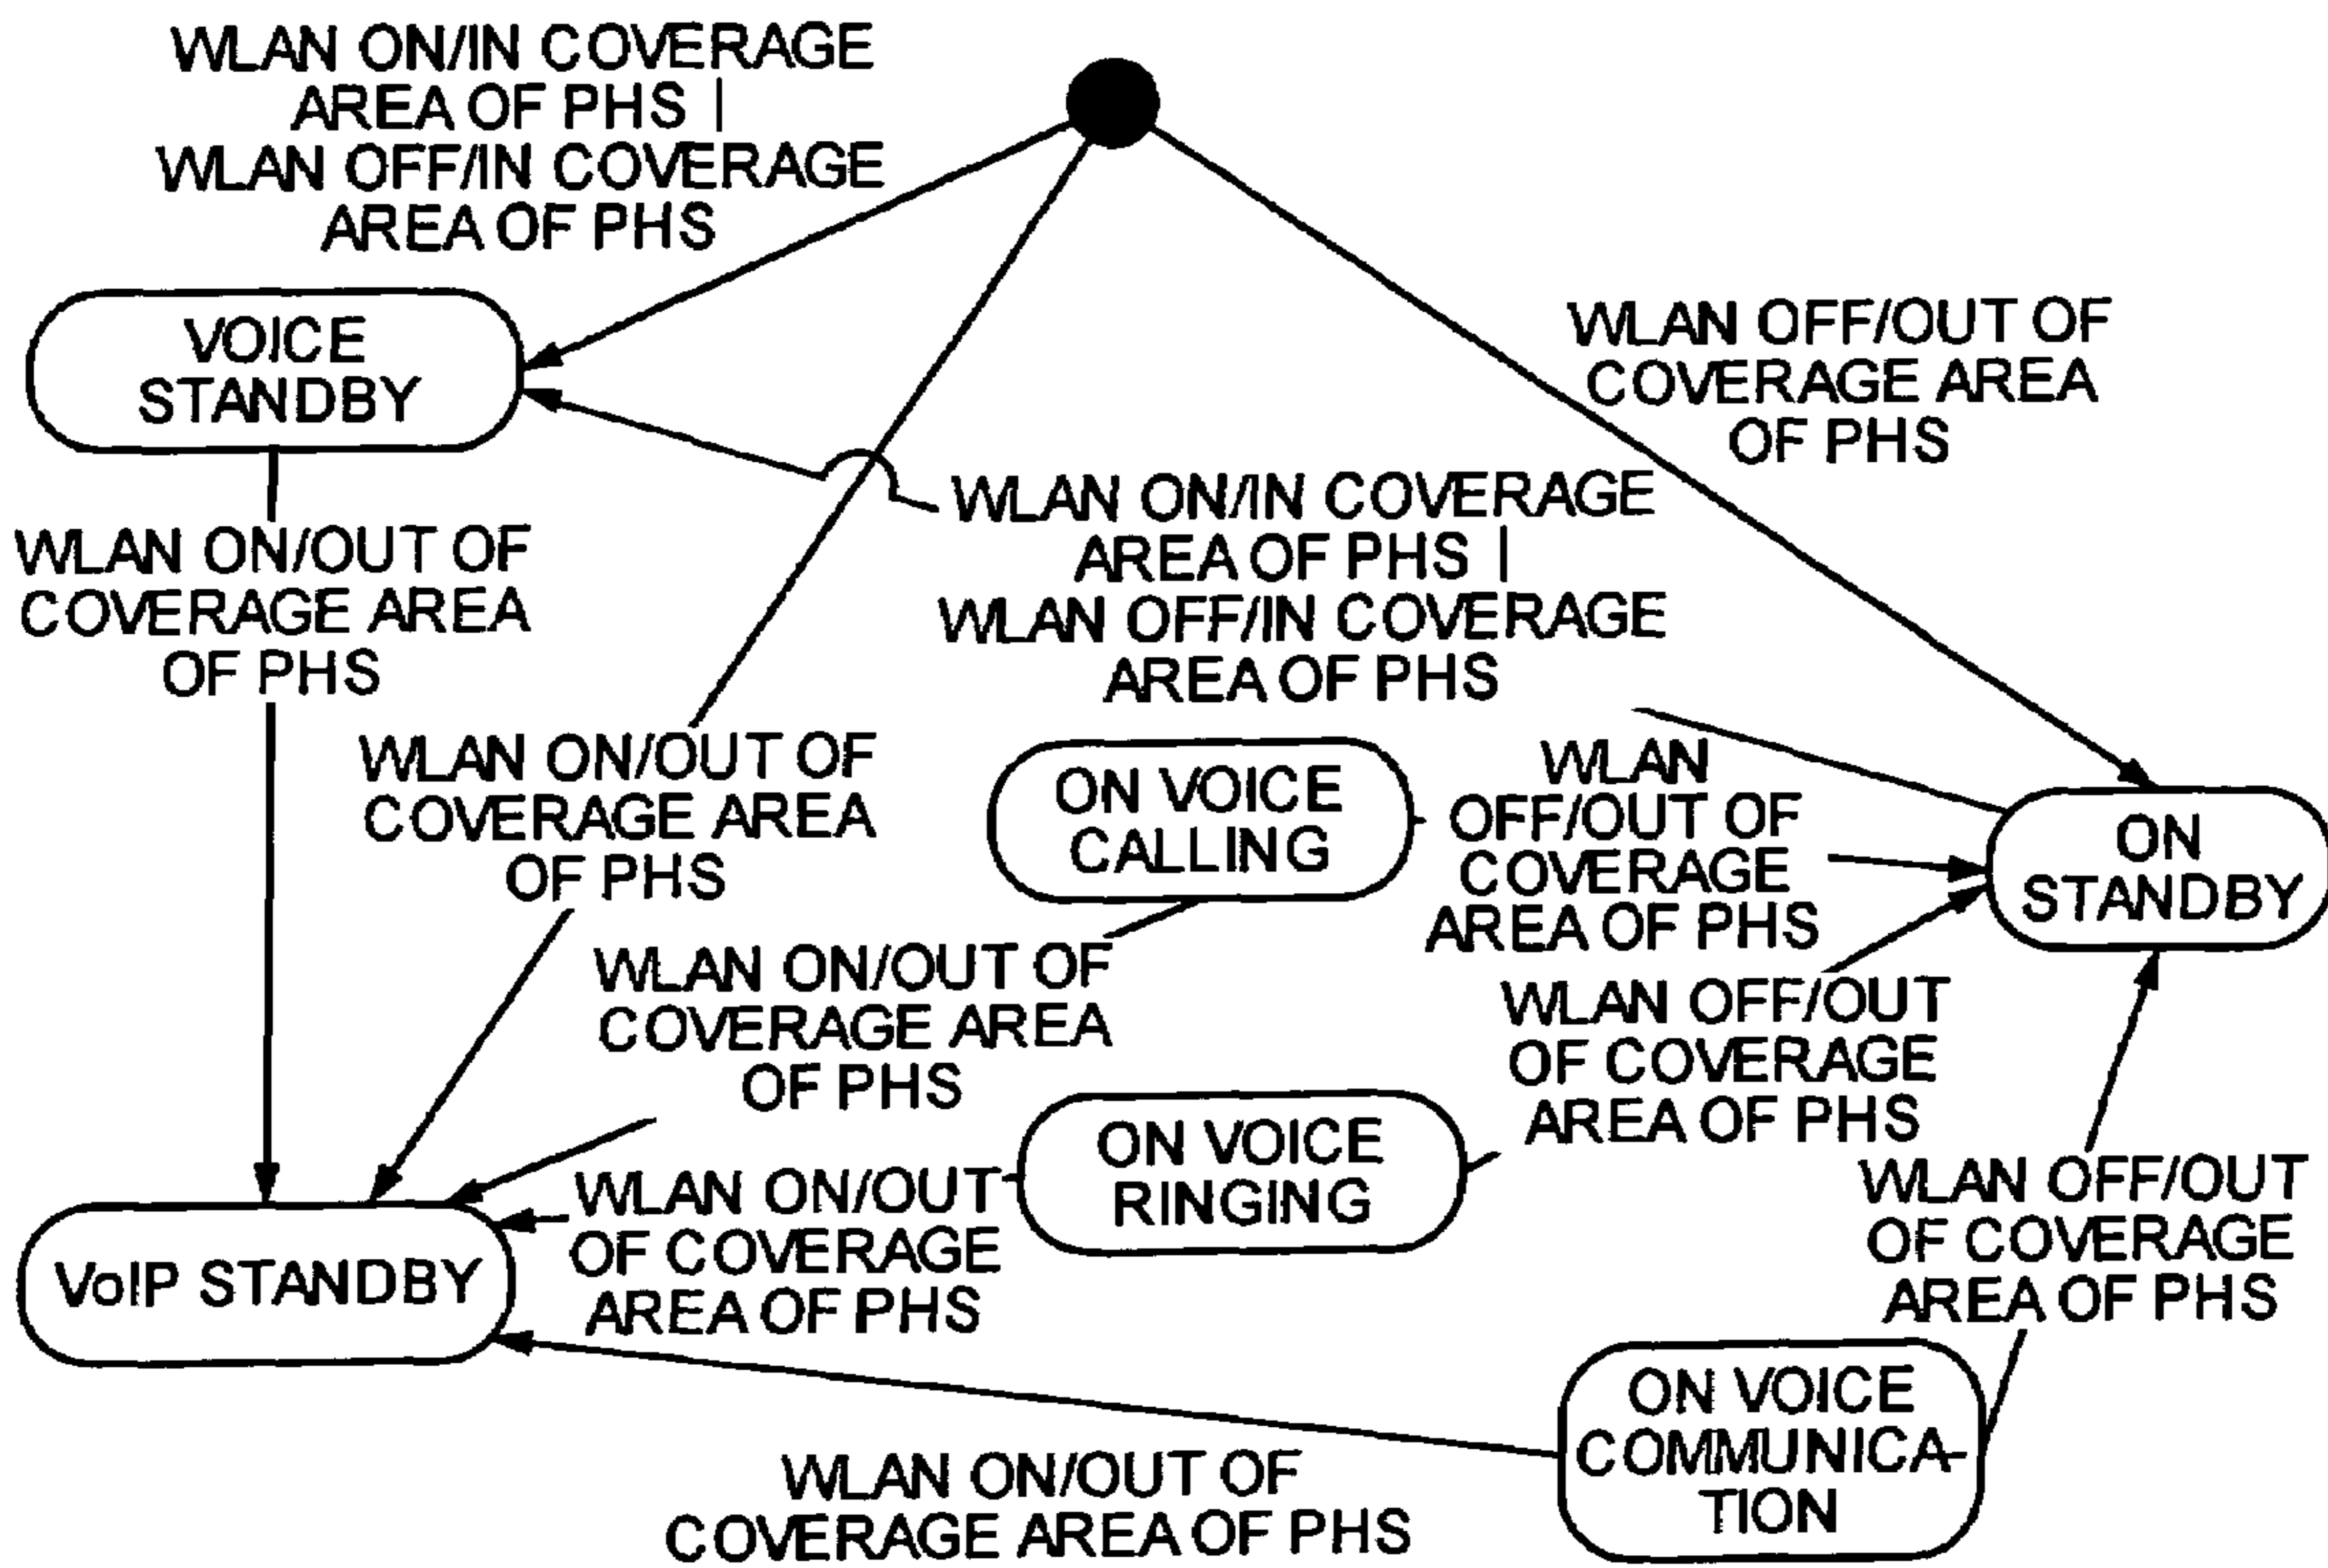 WLAN ON/IN COVERAGE
AREA OF PHS |
WLAN OFF/IN COVERAGE
AREA OF PHS
VOICE
STANDBY
WLAN OFF/OUT OF
COVERAGE AREA
OF PHS
WLAN ON/IN COVERAGE
AREA OF PHS |
WLAN OFF/IN COVERAGE
AREA OF PHS
WLAN ON/OUT OF
COVERAGE AREA
OF PHS
WLAN ON/OUT OF
COVERAGE AREA
OF PHS
ON VOICE
CALLING
WLAN
OFF/OUT OF
COVERAGE
AREA OF PHS
ON
STANDBY
WLAN ON/OUT OF
COVERAGE AREA
OF PHS
WLAN OFF/OUT
OF COVERAGE
AREA OF PHS
ON VOICE
RINGING
WLAN ON/OUT
OF COVERAGE
AREA OF PHS
WLAN OFF/OUT
OF COVERAGE
AREA OF PHS
VoIP STANDBY
ON VOICE
COMMUNICA-
TION
WLAN ON/OUT OF
COVERAGE AREA OF PHS